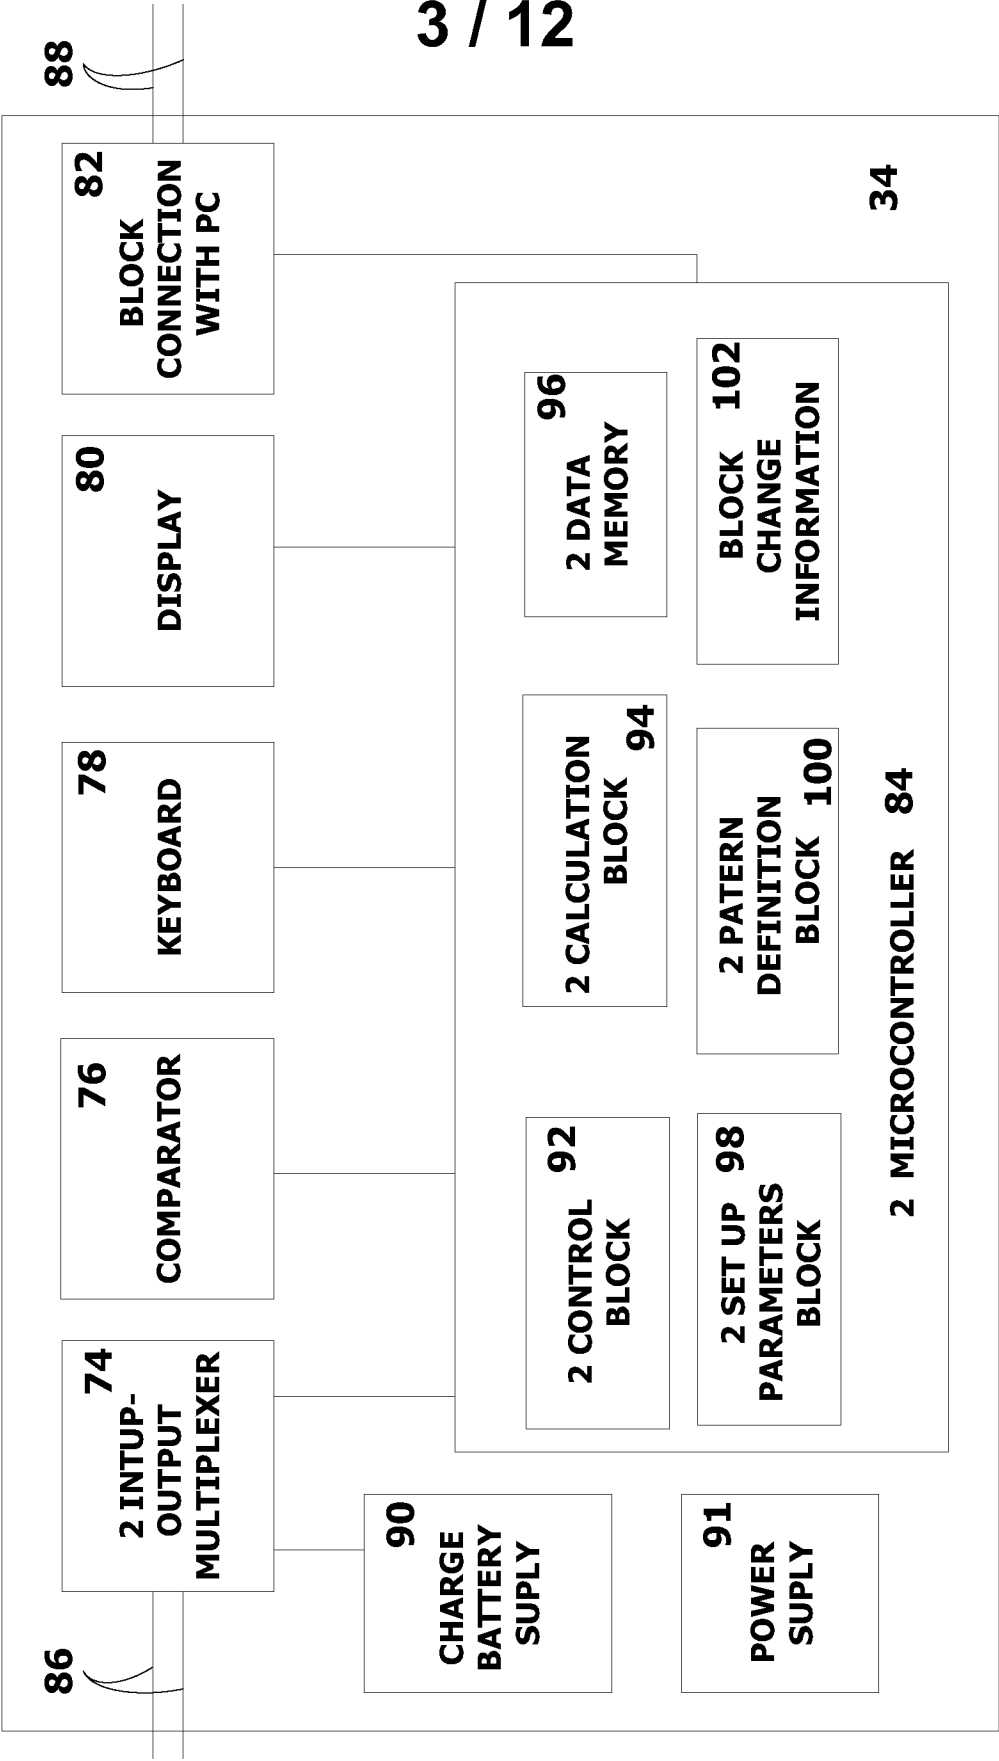 3 / 12
86
88
74
2 INTUP-
OUTPUT
MULTIPLEXER
76
COMPARATOR
78
KEYBOARD
80
DISPLAY
82
BLOCK
CONNECTION
WITH PC
90
CHARGE
BATTERY
SUPLY
91
POWER
SUPLY
92
2 CONTROL
BLOCK
2 CALCULATION
BLOCK
94
96
2 DATA
MEMORY
2 SET UP 98
PARAMETERS
BLOCK
2 PATERN
DEFINITION
BLOCK 100
BLOCK 102
CHANGE
INFORMATION
2 MICROCONTROLLER 84
34